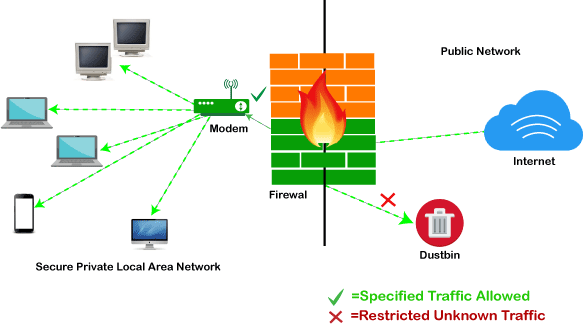 Public Network
Modem
Internet
Firewal
Dustbin
Secure Private Local Area Network
=Specified Traffic Allowed
=Restricted Unknown Traffic